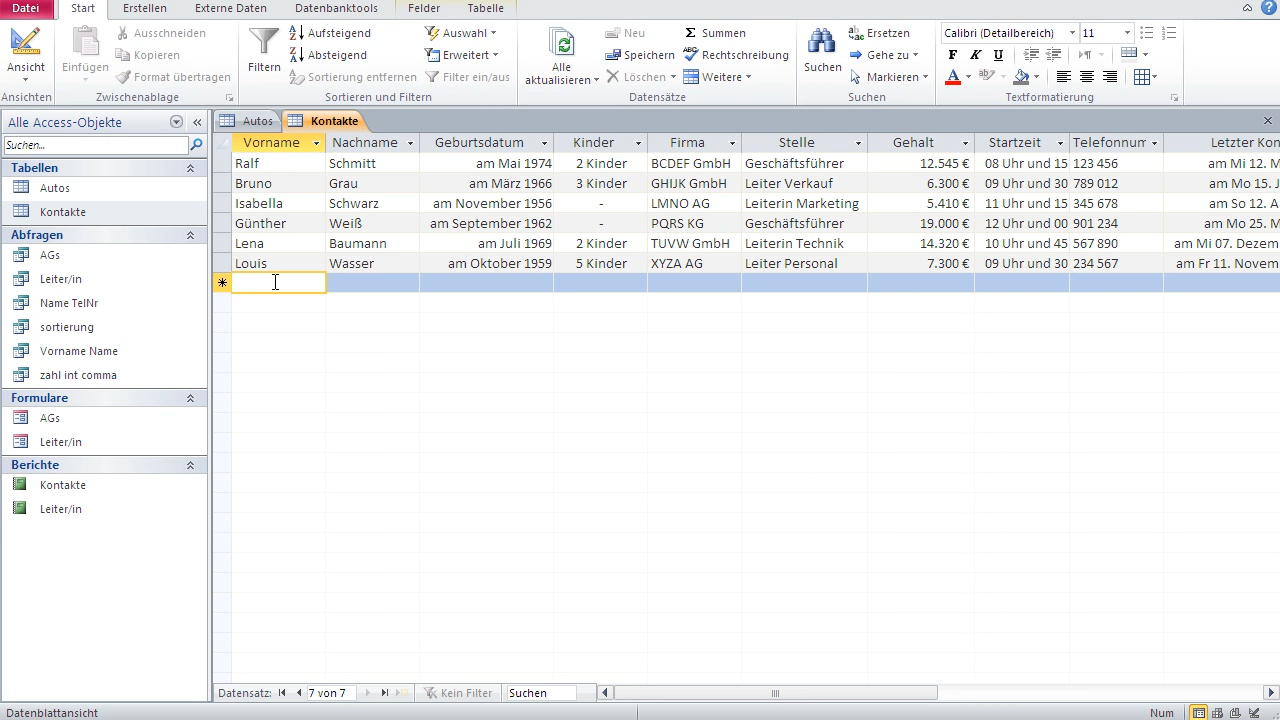 Datei Start Erstellen Externe Daten Datenbanktools Felder Tabelle
Ausschneiden Aufsteigend Auswahl Neu Summen Ersetzen Calibri (Detailbereich) 11
Kopieren Absteigend Erweitert Speichern Rechtschreibung Gehe zu F K U
Ansicht Einfügen Format übertragen Filtern Sortierung entfernen Filter ein/aus Alle aktualisieren Löschen Weitere Suchen Markieren
Ansichten Zwischenablage Sortieren und Filtern Datensätze Suchen Textformatierung
Alle Access-Objekte
Suchen...
Tabellen
Autos
Kontakte
Abfragen
AGs
Leiter/in
Name TelNr
sortierung
Vorname Name
zahl int comma
Formulare
AGs
Leiter/in
Berichte
Kontakte
Leiter/in
Autos Kontakte
Vorname Nachname Geburtsdatum Kinder Firma Stelle Gehalt Startzeit Telefonnum Letzter Kon
Ralf Schmitt am Mai 1974 2 Kinder BCDEF GmbH Geschäftsführer 12.545 € 08 Uhr und 15 123 456 am Mi 12. M
Bruno Grau am März 1966 3 Kinder GHIJK GmbH Leiter Verkauf 6.300 € 09 Uhr und 30 789 012 am Mo 15. J
Isabella Schwarz am November 1956 - LMNO AG Leiterin Marketing 5.410 € 11 Uhr und 15 345 678 am So 12. A
Günther Weiß am September 1962 - PQRS KG Geschäftsführer 19.000 € 12 Uhr und 00 901 234 am Mo 25. M
Lena Baumann am Juli 1969 2 Kinder TUVW GmbH Leiterin Technik 14.320 € 10 Uhr und 45 567 890 am Mi 07. Dezem
Louis Wasser am Oktober 1959 5 Kinder XYZA AG Leiter Personal 7.300 € 09 Uhr und 30 234 567 am Fr 11. Novem
Datensatz: 7 von 7 Kein Filter Suchen
Datenblattansicht Num